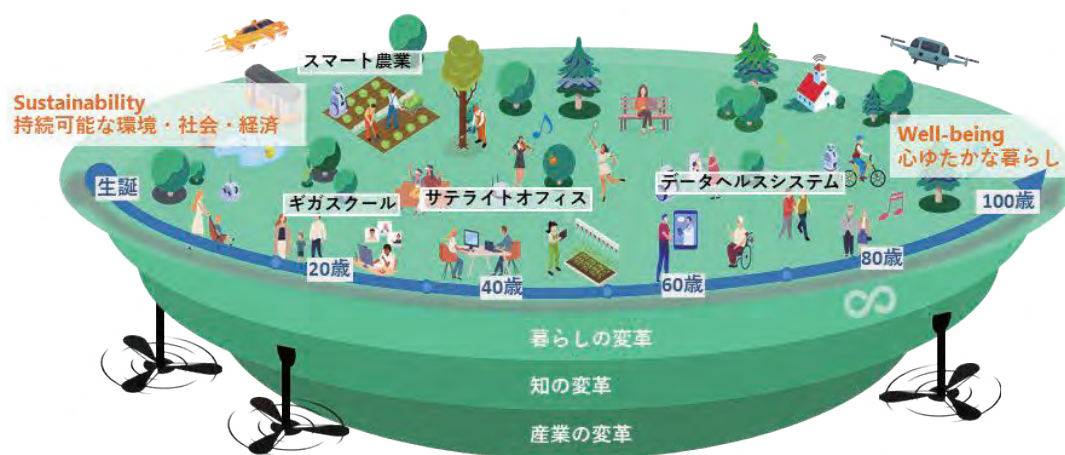 スマート農業
Sustainability
持続可能な環境・社会・経済
Well-being
心ゆたかな暮らし
生誕
ギガスクール
サテライトオフィス
データヘルスシステム
100歳
20歳
40歳
60歳
80歳
暮らしの変革
知の変革
産業の変革